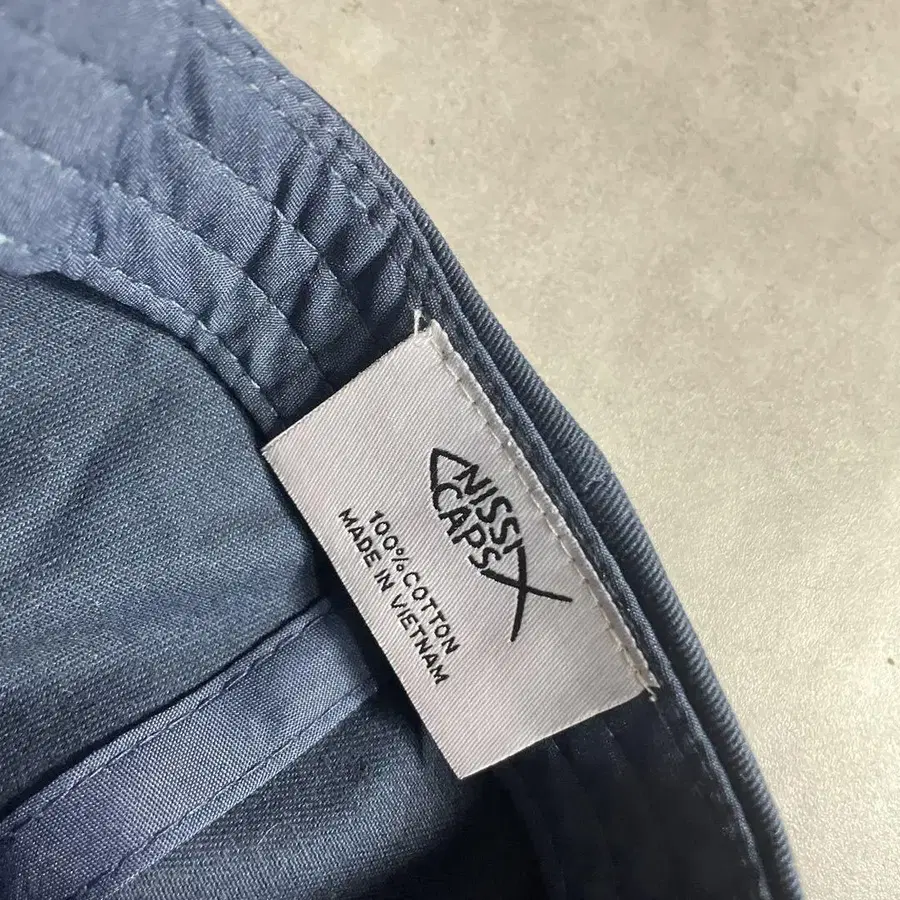 NISSI
CAPS
100% COTTON
MADE IN VIETNAM